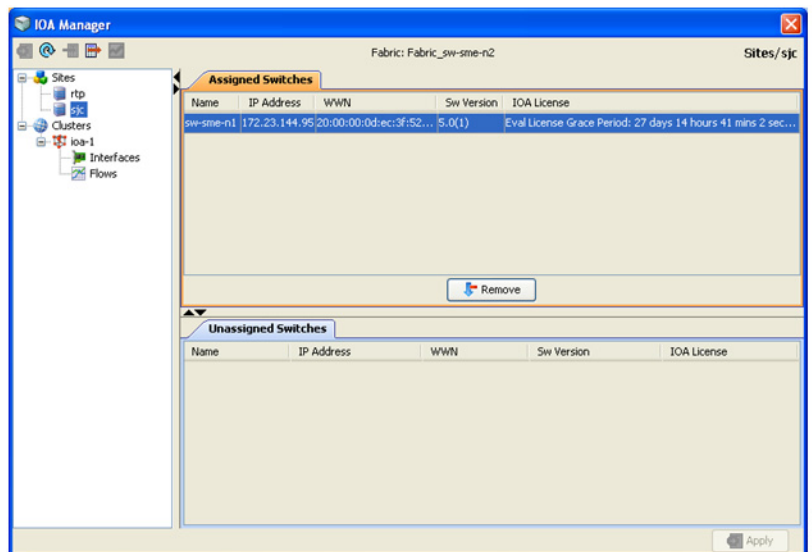 IOA Manager
Fabric: Fabric_sw-sme-n2
Sites/sjc
Sites
rtp
sjc
Clusters
ioa-1
Interfaces
Flows
Assigned Switches
Name IP Address WWN Sw Version IOA License
sw-sme-n1 172.23.144.95 20:00:00:0d:ec:3f:52... 5.0(1) Eval License Grace Period: 27 days 14 hours 41 mins 2 sec...
Remove
Unassigned Switches
Name IP Address WWN Sw Version IOA License
Apply